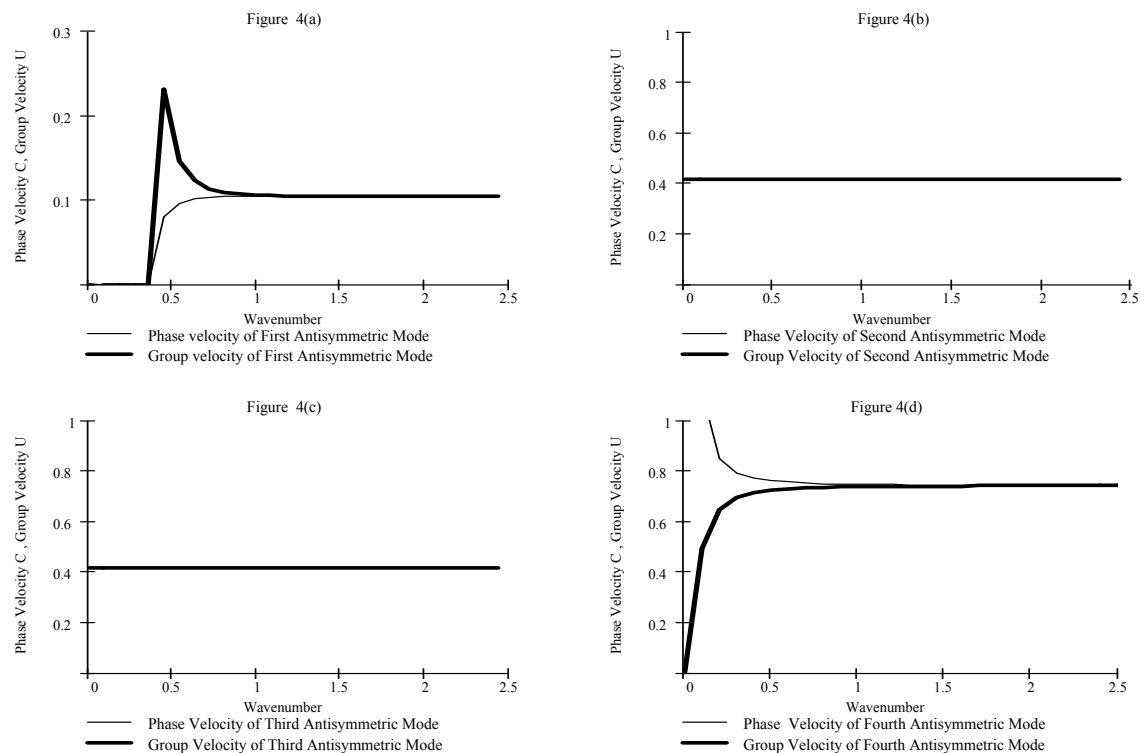 Figure 4(a)
Phase Velocity C, Group Velocity U
0.3
0.2
0.1
0 0.5 1 1.5 2 2.5
Wavenumber
Phase velocity of First Antisymmetric Mode
Group velocity of First Antisymmetric Mode
Figure 4(b)
Phase Velocity C , Group Velocity U
1
0.8
0.6
0.4
0.2
0 0.5 1 1.5 2 2.5
Wavenumber
Phase Velocity of Second Antisymmetric Mode
Group Velocity of Second Antisymmetric Mode
Figure 4(c)
Phase Velocity C , Group Velocity U
1
0.8
0.6
0.4
0.2
0 0.5 1 1.5 2 2.5
Wavenumber
Phase Velocity of Third Antisymmetric Mode
Group Velocity of Third Antisymmetric Mode
Figure 4(d)
Phase Velocity C , Group Velocity U
1
0.8
0.6
0.4
0.2
0 0.5 1 1.5 2 2.5
Wavenumber
Phase Velocity of Fourth Antisymmetric Mode
Group Velocity of Fourth Antisymmetric Mode